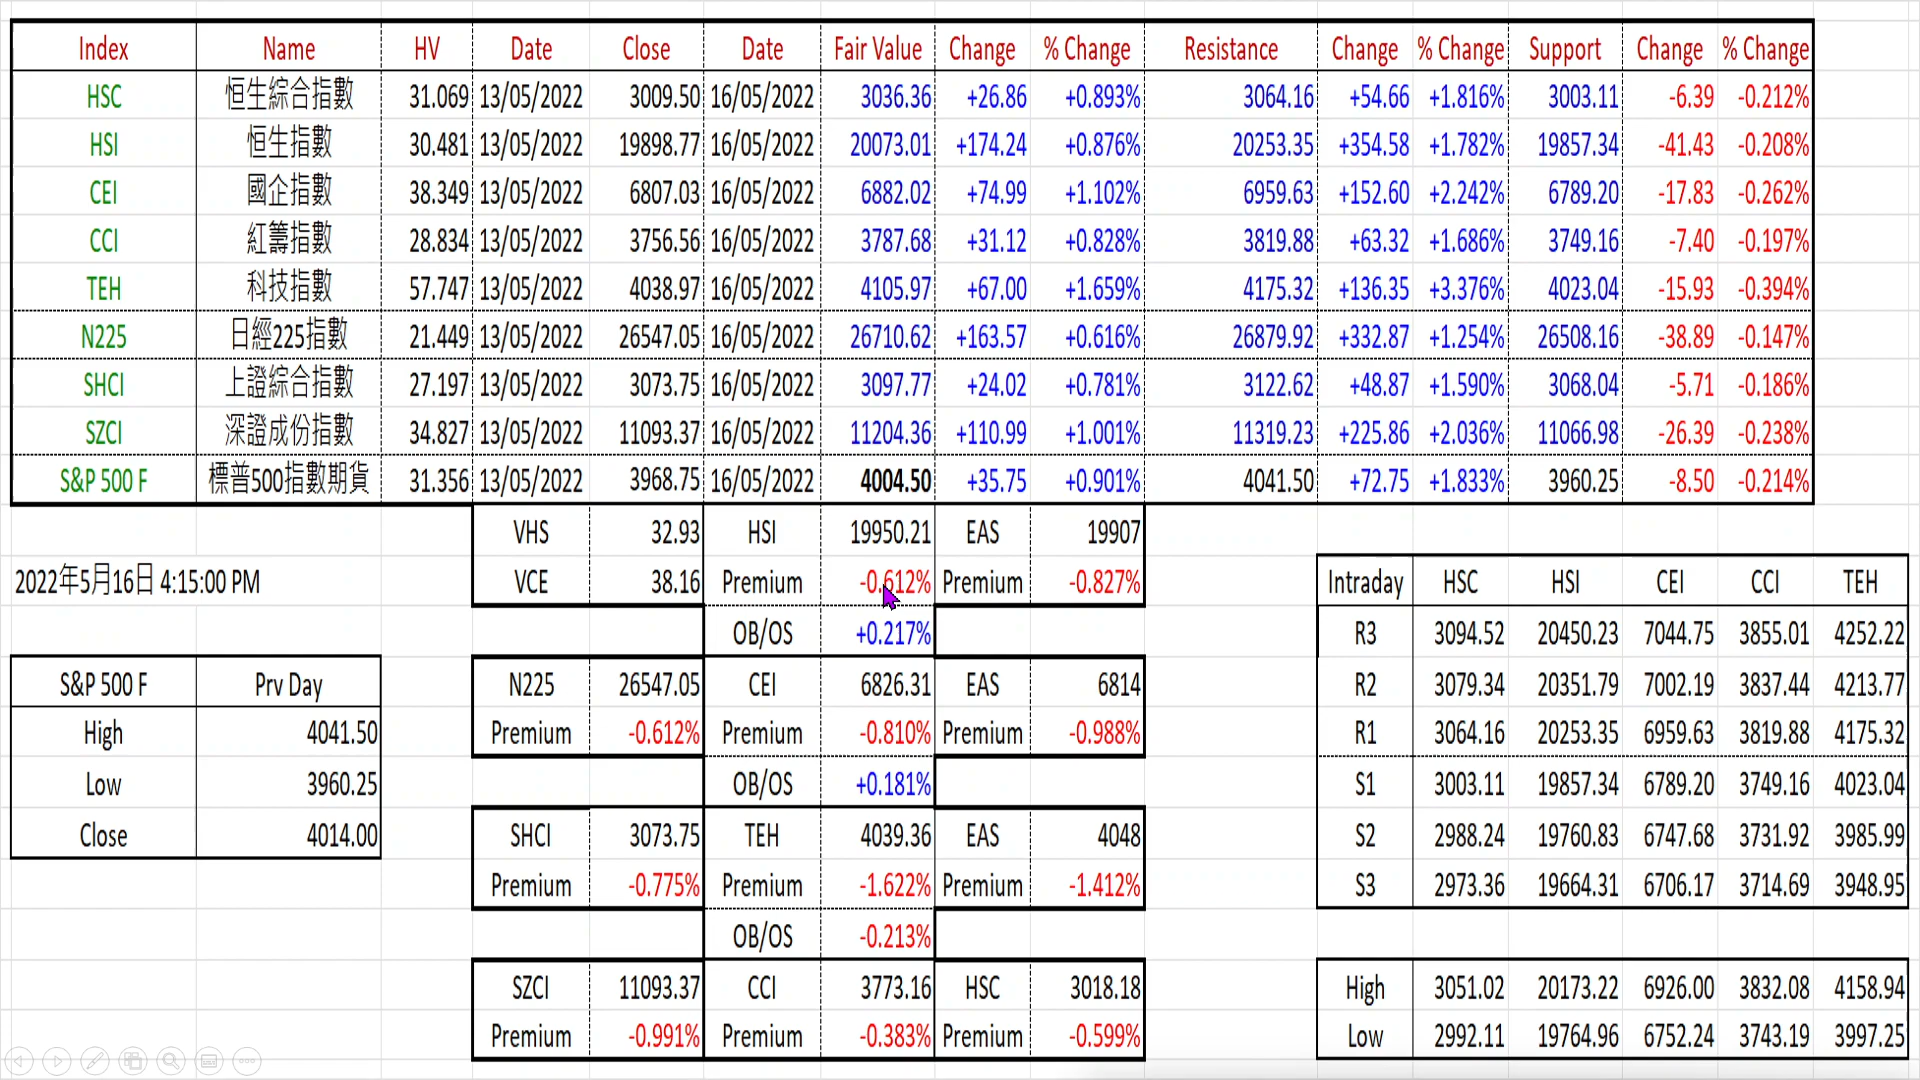 Index Name HV Date Close Date Fair Value Change % Change Resistance Change % Change Support Change % Change
HSC 恒生綜合指數 31.069 13/05/2022 3009.50 16/05/2022 3036.36 +26.86 +0.893% 3064.16 +54.66 +1.816% 3003.11 -6.39 -0.212%
HSI 恒生指數 30.481 13/05/2022 19898.77 16/05/2022 20073.01 +174.24 +0.876% 20253.35 +354.58 +1.782% 19857.34 -41.43 -0.208%
CEI 國企指數 38.349 13/05/2022 6807.03 16/05/2022 6882.02 +74.99 +1.102% 6959.63 +152.60 +2.242% 6789.20 -17.83 -0.262%
CCI 紅籌指數 28.834 13/05/2022 3756.56 16/05/2022 3787.68 +31.12 +0.828% 3819.88 +63.32 +1.686% 3749.16 -7.40 -0.197%
TEH 科技指數 57.747 13/05/2022 4038.97 16/05/2022 4105.97 +67.00 +1.659% 4175.32 +136.35 +3.376% 4023.04 -15.93 -0.394%
N225 日經225指數 21.449 13/05/2022 26547.05 16/05/2022 26710.62 +163.57 +0.616% 26879.92 +332.87 +1.254% 26508.16 -38.89 -0.147%
SHCI 上證綜合指數 27.197 13/05/2022 3073.75 16/05/2022 3097.77 +24.02 +0.781% 3122.62 +48.87 +1.590% 3068.04 -5.71 -0.186%
SZCI 深證成份指數 34.827 13/05/2022 11093.37 16/05/2022 11204.36 +110.99 +1.001% 11319.23 +225.86 +2.036% 11066.98 -26.39 -0.238%
S&P 500 F 標普500指數期貨 31.356 13/05/2022 3968.75 16/05/2022 4004.50 +35.75 +0.901% 4041.50 +72.75 +1.833% 3960.25 -8.50 -0.214%
VHS 32.93 HSI 19950.21 EAS 19907
2022年5月16日 4:15:00 PM VCE 38.16 Premium -0.612% Premium -0.827% Intraday HSC HSI CEI CCI TEH
OB/OS +0.217% R3 3094.52 20450.23 7044.75 3855.01 4252.22
S&P 500 F Prv Day N225 26547.05 CEI 6826.31 EAS 6814 R2 3079.34 20351.79 7002.19 3837.44 4213.77
High 4041.50 Premium -0.612% Premium -0.810% Premium -0.988% R1 3064.16 20253.35 6959.63 3819.88 4175.32
Low 3960.25 OB/OS +0.181% S1 3003.11 19857.34 6789.20 3749.16 4023.04
Close 4014.00 SHCI 3073.75 TEH 4039.36 EAS 4048 S2 2988.24 19760.83 6747.68 3731.92 3985.99
Premium -0.775% Premium -1.622% Premium -1.412% S3 2973.36 19664.31 6706.17 3714.69 3948.95
OB/OS -0.213%
SZCI 11093.37 CCI 3773.16 HSC 3018.18 High 3051.02 20173.22 6926.00 3832.08 4158.94
Premium -0.991% Premium -0.383% Premium -0.599% Low 2992.11 19764.96 6752.24 3743.19 3997.25